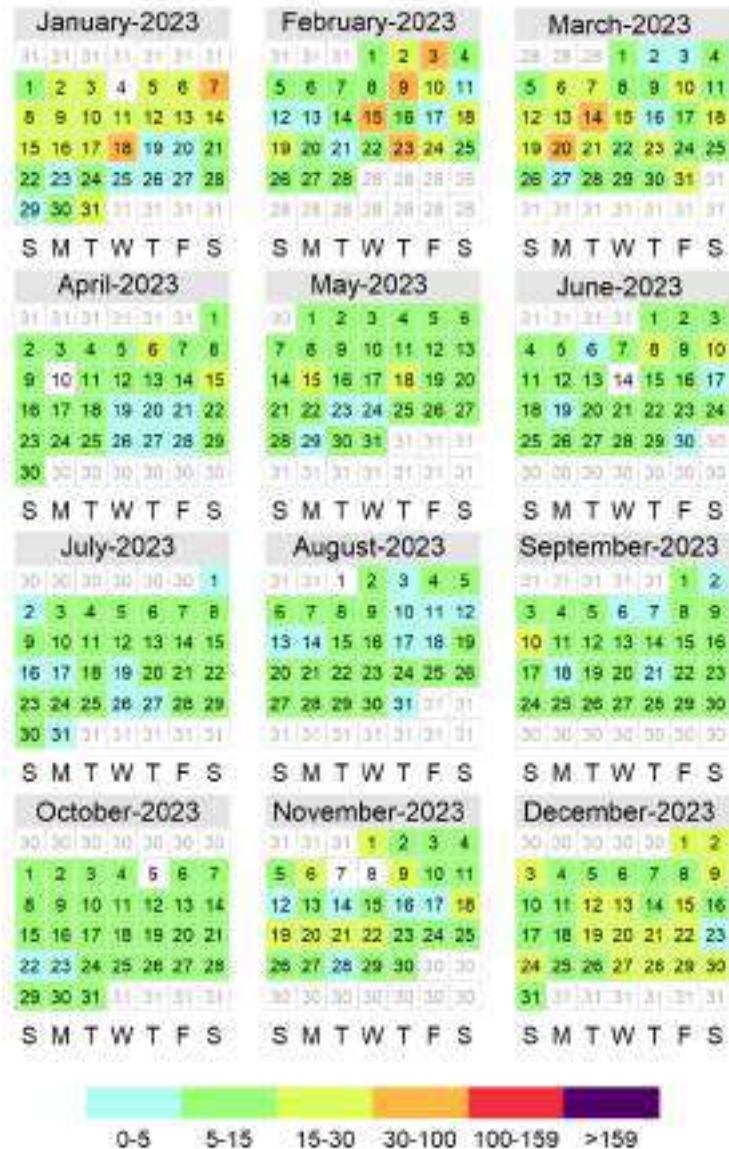 January-2023
31 31 31 31 31 31 31
1 2 3 4 5 6 7
8 9 10 11 12 13 14
15 16 17 18 19 20 21
22 23 24 25 26 27 28
29 30 31 31 31 31 31
S M T W T F S
February-2023
31 31 31 1 2 3 4
5 6 7 8 9 10 11
12 13 14 15 16 17 18
19 20 21 22 23 24 25
26 27 28 28 28 28 28
28 28 28 28 28 28 28
S M T W T F S
March-2023
28 28 28 1 2 3 4
5 6 7 8 9 10 11
12 13 14 15 16 17 18
19 20 21 22 23 24 25
26 27 28 29 30 31 31
31 31 31 31 31 31 31
S M T W T F S
April-2023
31 31 31 31 31 31 1
2 3 4 5 6 7 8
9 10 11 12 13 14 15
16 17 18 19 20 21 22
23 24 25 26 27 28 29
30 30 30 30 30 30 30
S M T W T F S
May-2023
30 1 2 3 4 5 6
7 8 9 10 11 12 13
14 15 16 17 18 19 20
21 22 23 24 25 26 27
28 29 30 31 31 31 31
31 31 31 31 31 31 31
S M T W T F S
June-2023
31 31 31 31 1 2 3
4 5 6 7 8 9 10
11 12 13 14 15 16 17
18 19 20 21 22 23 24
25 26 27 28 29 30 30
30 30 30 30 30 30 30
S M T W T F S
July-2023
30 30 30 30 30 30 1
2 3 4 5 6 7 8
9 10 11 12 13 14 15
16 17 18 19 20 21 22
23 24 25 26 27 28 29
30 31 31 31 31 31 31
S M T W T F S
August-2023
31 31 1 2 3 4 5
6 7 8 9 10 11 12
13 14 15 16 17 18 19
20 21 22 23 24 25 26
27 28 29 30 31 31 31
31 31 31 31 31 31 31
S M T W T F S
September-2023
31 31 31 31 31 1 2
3 4 5 6 7 8 9
10 11 12 13 14 15 16
17 18 19 20 21 22 23
24 25 26 27 28 29 30
30 30 30 30 30 30 30
S M T W T F S
October-2023
30 30 30 30 30 30 30
1 2 3 4 5 6 7
8 9 10 11 12 13 14
15 16 17 18 19 20 21
22 23 24 25 26 27 28
29 30 31 31 31 31 31
S M T W T F S
November-2023
31 31 31 1 2 3 4
5 6 7 8 9 10 11
12 13 14 15 16 17 18
19 20 21 22 23 24 25
26 27 28 29 30 30 30
30 30 30 30 30 30 30
S M T W T F S
December-2023
30 30 30 30 30 1 2
3 4 5 6 7 8 9
10 11 12 13 14 15 16
17 18 19 20 21 22 23
24 25 26 27 28 29 30
31 31 31 31 31 31 31
S M T W T F S
0-5 5-15 15-30 30-100 100-159 >159